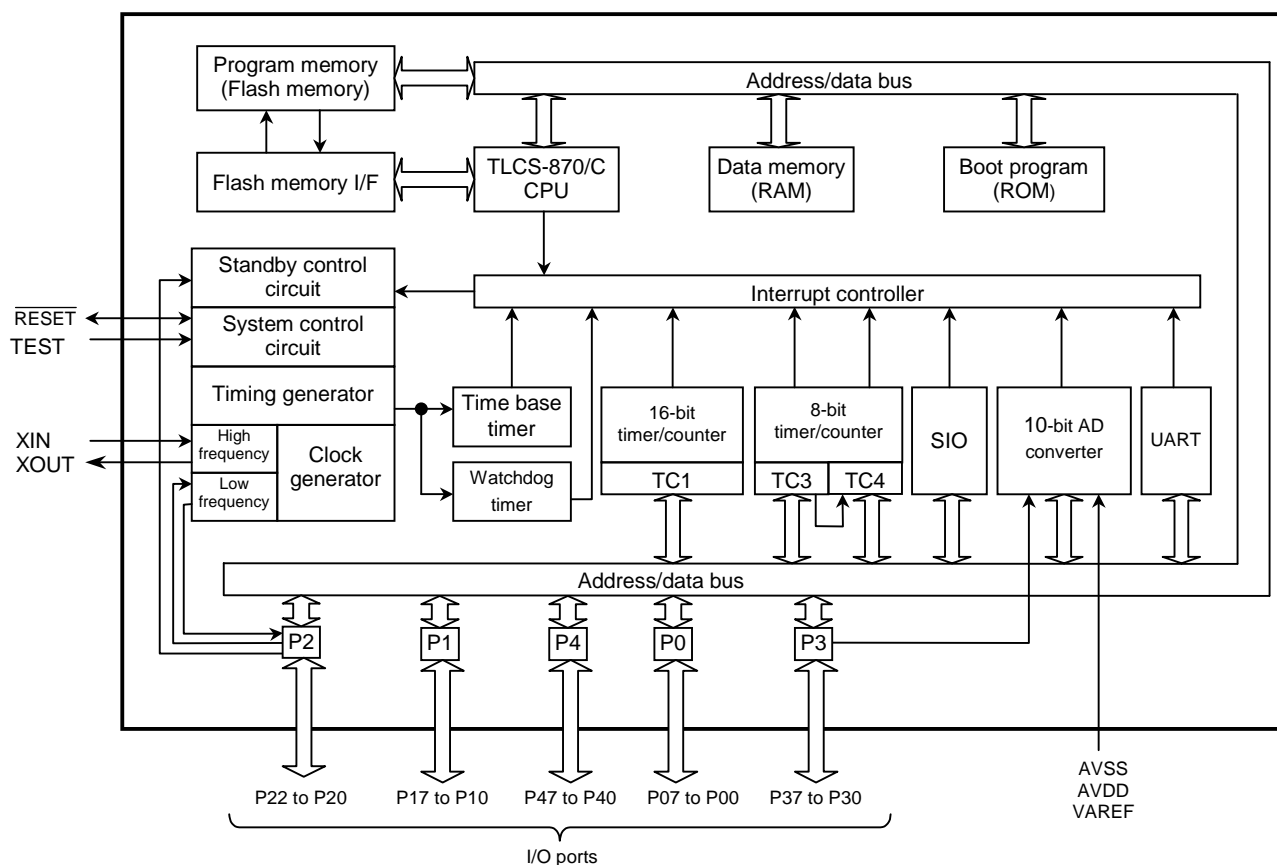 Program memory
(Flash memory)
Address/data bus
Flash memory I/F
TLCS-870/C
CPU
Data memory
(RAM)
Boot program
(ROM)
Standby control
circuit
Interrupt controller
RESET
System control
circuit
TEST
Timing generator
Time base
timer
16-bit
timer/counter
8-bit
timer/counter
SIO
10-bit AD
converter
UART
XIN
XOUT
High
frequency
Clock
generator
Low
frequency
Watchdog
timer
TC1
TC3
TC4
Address/data bus
P2
P1
P4
P0
P3
P22 to P20
P17 to P10
P47 to P40
P07 to P00
P37 to P30
AVSS
AVDD
VAREF
I/O ports